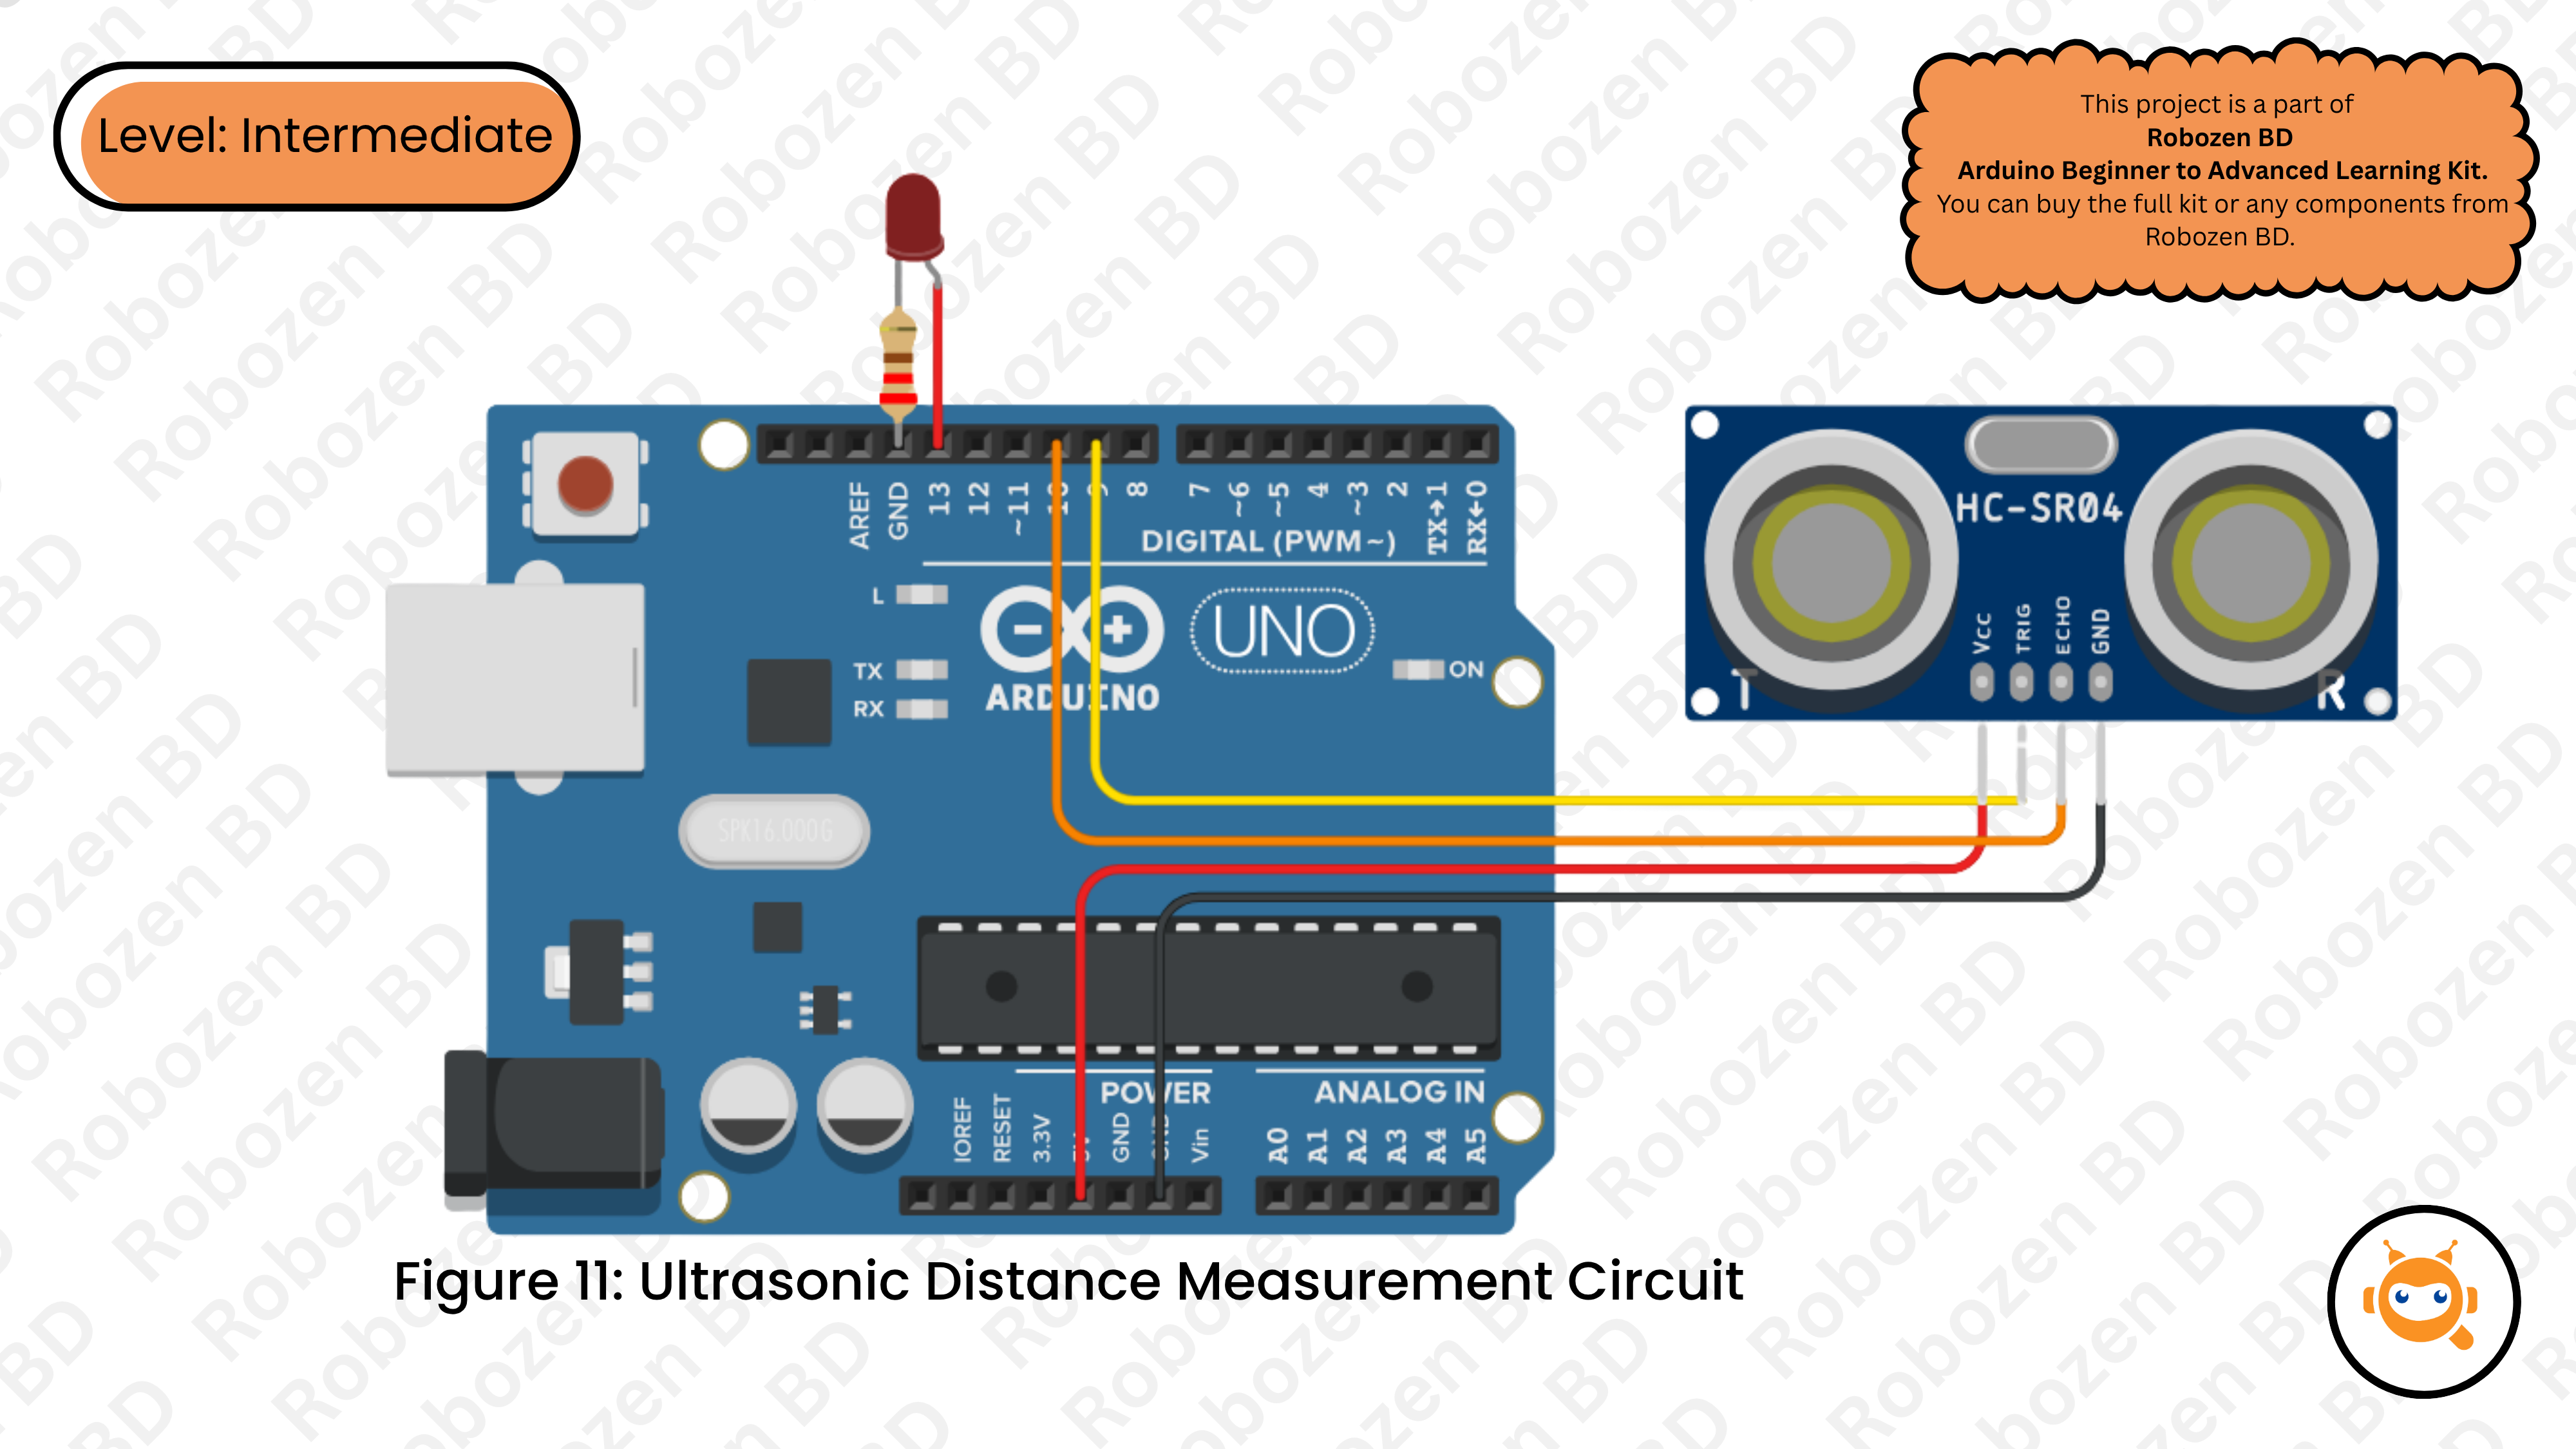 Level: Intermediate
This project is a part of
Robozen BD
Arduino Beginner to Advanced Learning Kit.
You can buy the full kit or any components from
Robozen BD.
AREF
GND
13
12
~11
10
9
8
7
~6
~5
4
~3
2
TX→1
RX←0
DIGITAL (PWM~)
L
TX
RX
ARDUINO
UNO
ON
SPK16.000G
HC-SR04
Vcc
TRIG
ECHO
GND
T
R
POWER
ANALOG IN
IOREF
RESET
3.3V
5V
GND
GND
Vin
A0
A1
A2
A3
A4
A5
Figure 11: Ultrasonic Distance Measurement Circuit
Robozen BD